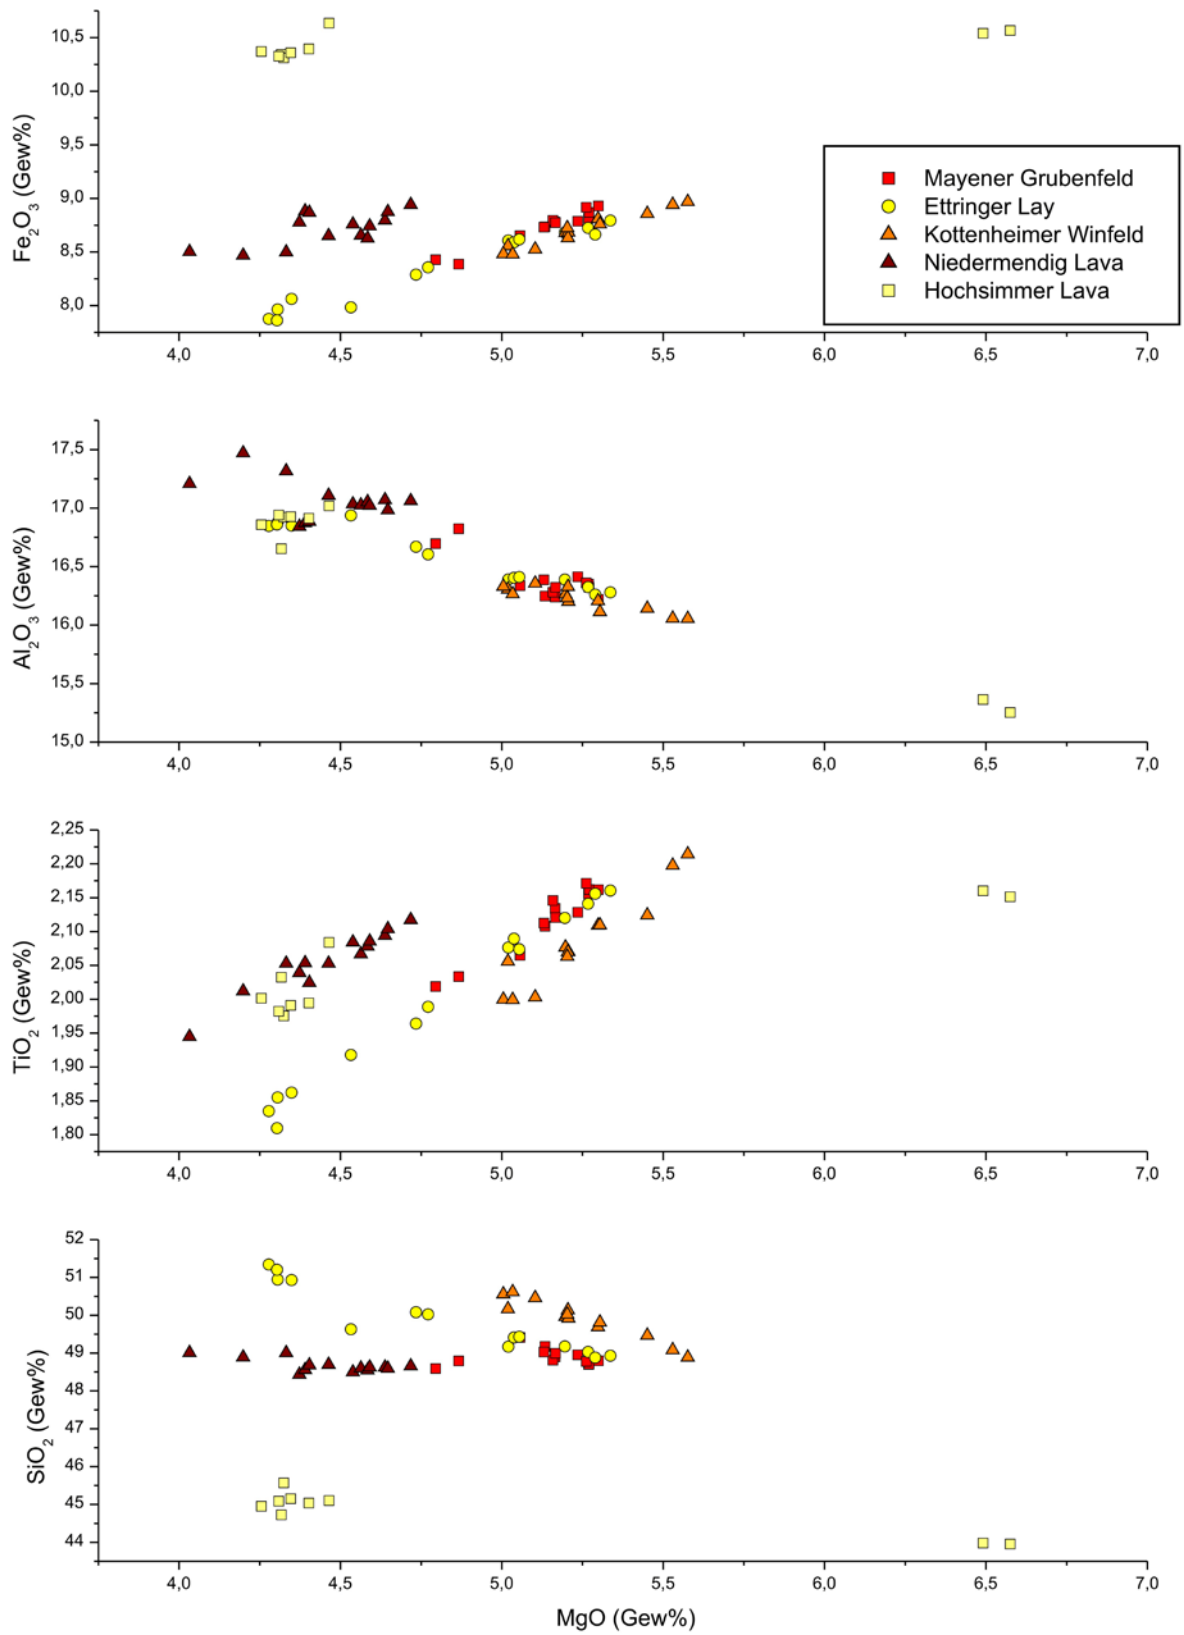 10,5
10,0
9,5
9,0
8,5
8,0
Fe₂O₃ (Gew%)
Mayener Grubenfeld
Ettringer Lay
Kottenheimer Winfeld
Niedermendig Lava
Hochsimmer Lava
4,0 4,5 5,0 5,5 6,0 6,5 7,0
17,5
17,0
16,5
16,0
15,5
15,0
Al₂O₃ (Gew%)
4,0 4,5 5,0 5,5 6,0 6,5 7,0
2,25
2,20
2,15
2,10
2,05
2,00
1,95
1,90
1,85
1,80
TiO₂ (Gew%)
4,0 4,5 5,0 5,5 6,0 6,5 7,0
52
51
50
49
48
47
46
45
44
SiO₂ (Gew%)
4,0 4,5 5,0 5,5 6,0 6,5 7,0
MgO (Gew%)